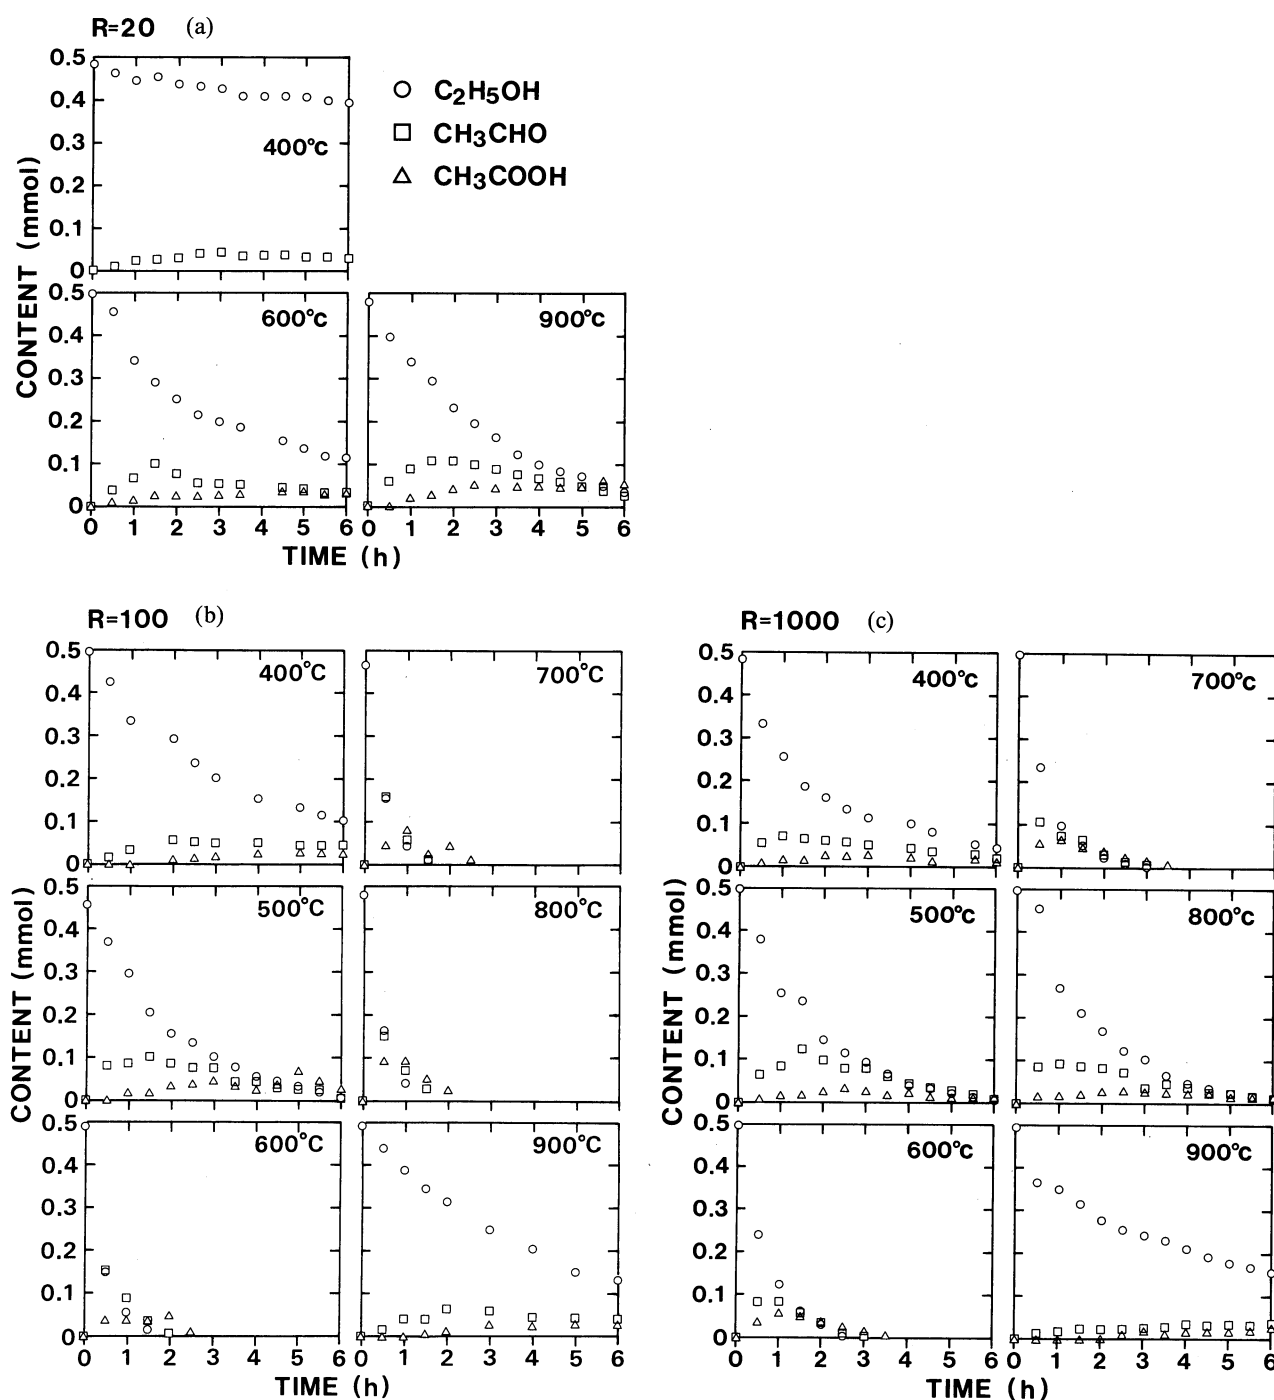 R=20 (a)
0.5
0.4
0.3
0.2
0.1
0
400°c
C₂H₅OH
CH₃CHO
CH₃COOH
CONTENT (mmol)
0.5
0.4
0.3
0.2
0.1
0
600°c
900°c
0 1 2 3 4 5 6
0 1 2 3 4 5 6
TIME (h)
R=100 (b)
0.5
0.4
0.3
0.2
0.1
0
400°C
700°C
0.5
0.4
0.3
0.2
0.1
0
500°C
800°C
CONTENT (mmol)
0.5
0.4
0.3
0.2
0.1
0
600°C
900°C
0 1 2 3 4 5 6
0 1 2 3 4 5 6
TIME (h)
R=1000 (c)
0.5
0.4
0.3
0.2
0.1
0
400°c
700°c
0.5
0.4
0.3
0.2
0.1
0
500°c
800°c
CONTENT (mmol)
0.5
0.4
0.3
0.2
0.1
0
600°c
900°c
0 1 2 3 4 5 6
0 1 2 3 4 5 6
TIME (h)